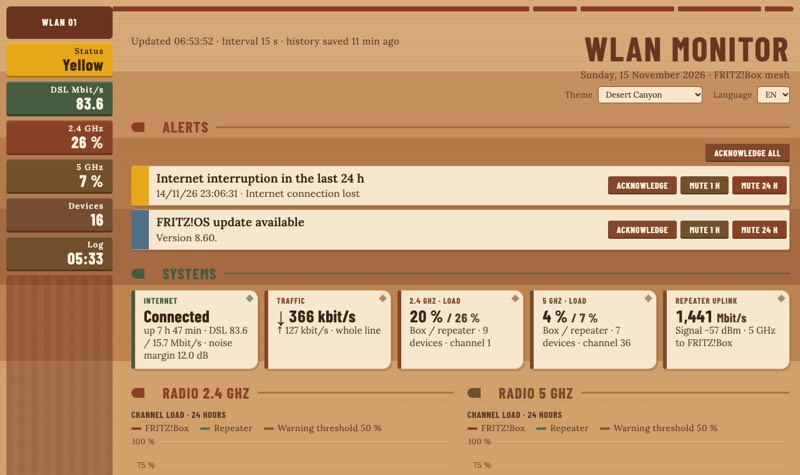 WLAN 01
Status
Yellow
DSL Mbit/s
83.6
2.4 GHz
26 %
5 GHz
7 %
Devices
16
Log
05:33
Updated 06:53:52 · Interval 15 s · history saved 11 min ago
WLAN MONITOR
Sunday, 15 November 2026 · FRITZ!Box mesh
Theme Desert Canyon Language EN
ALERTS
ACKNOWLEDGE ALL
Internet interruption in the last 24 h
14/11/26 23:06:31 · Internet connection lost
ACKNOWLEDGE MUTE 1 H MUTE 24 H
FRITZ!OS update available
Version 8.60.
ACKNOWLEDGE MUTE 1 H MUTE 24 H
SYSTEMS
INTERNET
Connected
up 7 h 47 min · DSL 83.6
/ 15.7 Mbit/s · noise
margin 12.0 dB
TRAFFIC
↓ 366 kbit/s
↑ 127 kbit/s · whole line
2.4 GHZ · LOAD
20 % / 26 %
Box / repeater · 9
devices · channel 1
5 GHZ · LOAD
4 % / 7 %
Box / repeater · 7
devices · channel 36
REPEATER UPLINK
1,441 Mbit/s
Signal -57 dBm · 5 GHz
to FRITZ!Box
RADIO 2.4 GHZ
CHANNEL LOAD · 24 HOURS
FRITZ!Box Repeater Warning threshold 50 %
100 %
75 %
RADIO 5 GHZ
CHANNEL LOAD · 24 HOURS
FRITZ!Box Repeater Warning threshold 50 %
100 %
75 %